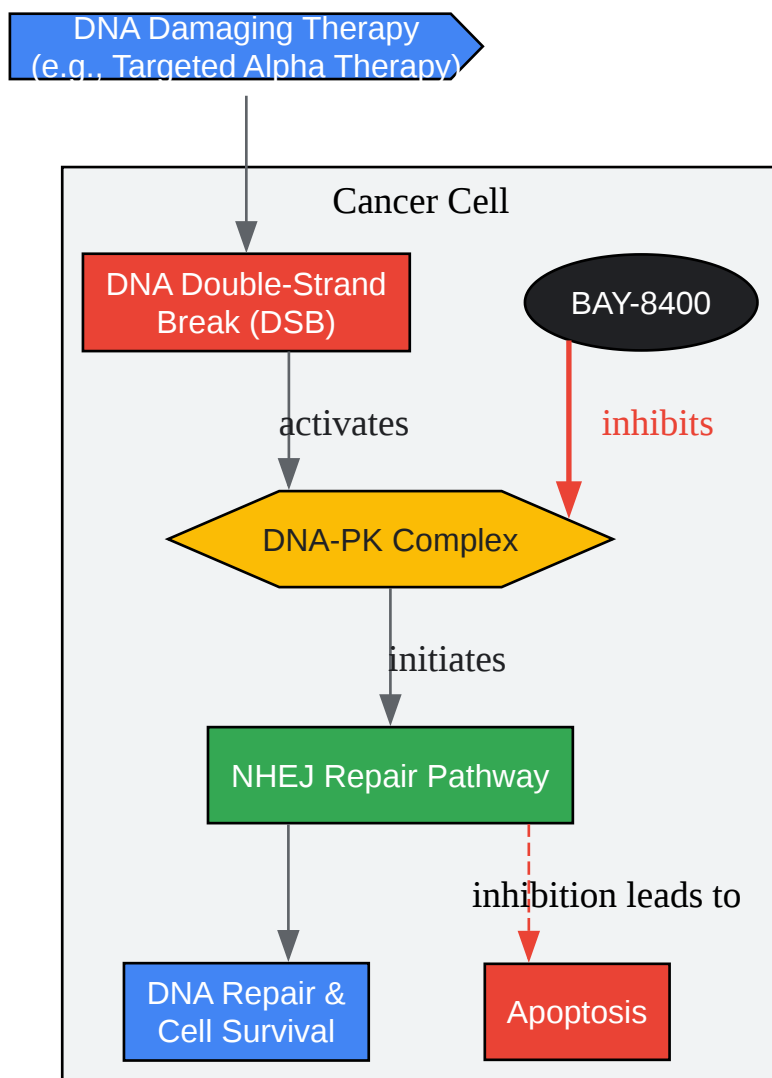 DNA Damaging Therapy
(e.g., Targeted Alpha Therapy)
Cancer Cell
DNA Double-Strand
Break (DSB)
BAY-8400
activates
inhibits
DNA-PK Complex
initiates
NHEJ Repair Pathway
inhibition leads to
DNA Repair &
Cell Survival
Apoptosis